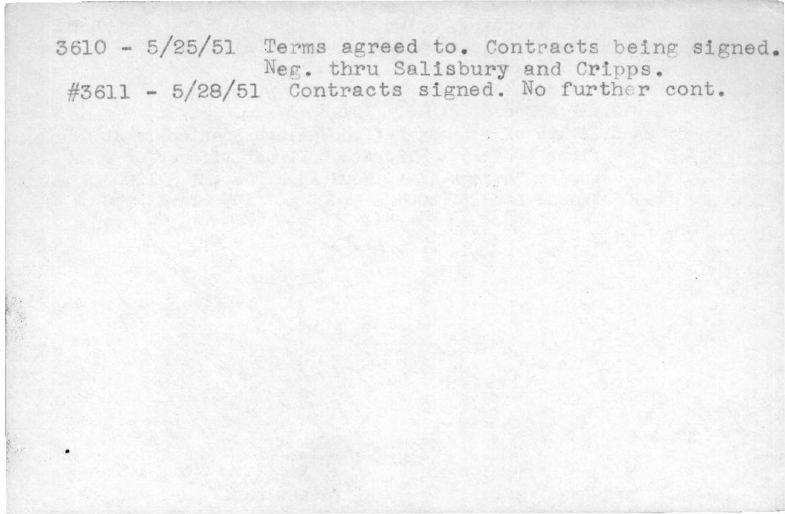 3610 - 5/25/51 Terms agreed to. Contracts being signed.
Neg. thru Salisbury and Cripps.
#3611 - 5/28/51 Contracts signed. No further cont.